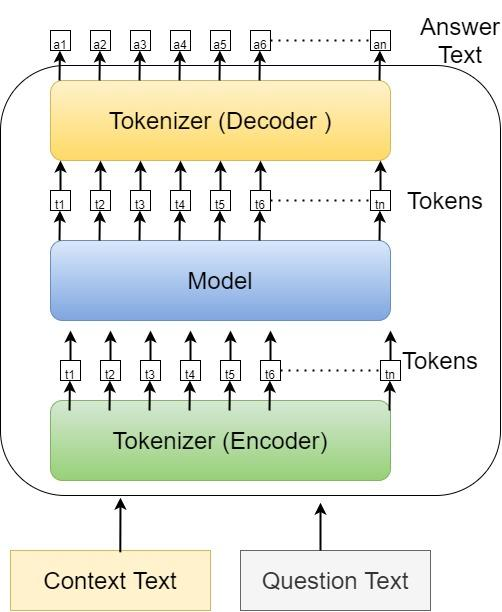 Answer
Text
a1 a2 a3 a4 a5 a6 an
Tokenizer (Decoder )
t1 t2 t3 t4 t5 t6 tn
Tokens
Model
Tokens
t1 t2 t3 t4 t5 t6 tn
Tokenizer (Encoder)
Context Text
Question Text